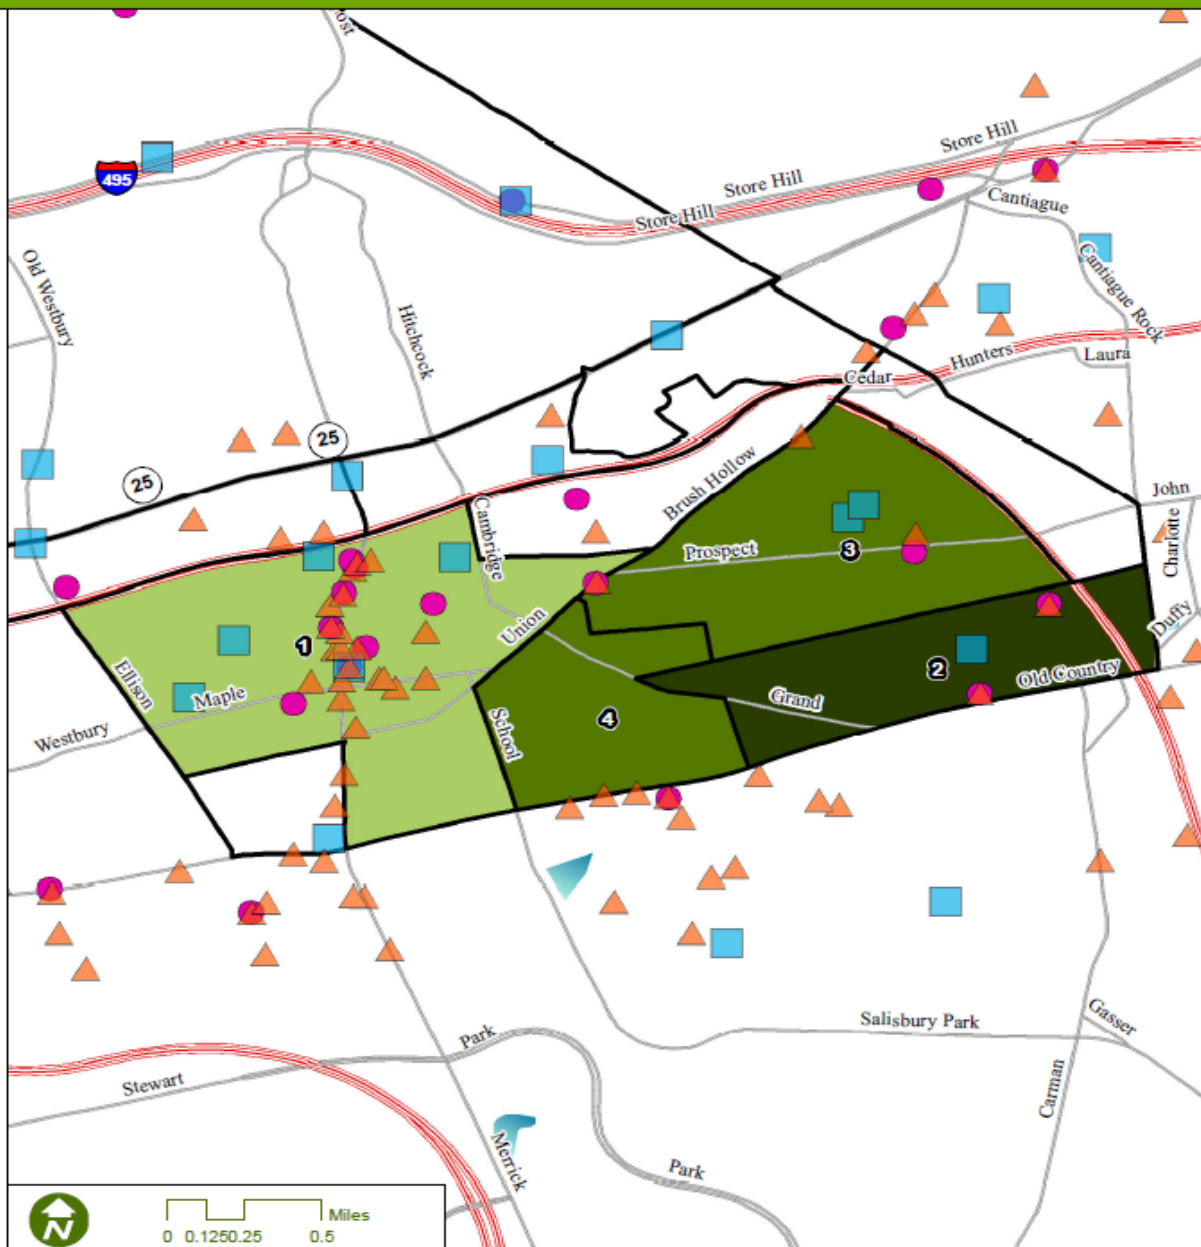 ost
Store Hill
495
Store Hill
Store Hill
Cantiague
Old Westbury
Cantiague Rock
Hitchcock
Hunters
Laura
Cedar
25
25
Brush Hollow
John
Cambridge
Prospect
3
Charlotte
Union
Duffy
1
Ellison
Maple
2
Old Country
Grand
Westbury
School
4
Salisbury Park
Gasser
Park
Stewart
Carman
Merrick
Park
N
Miles
0 0.1250.25 0.5